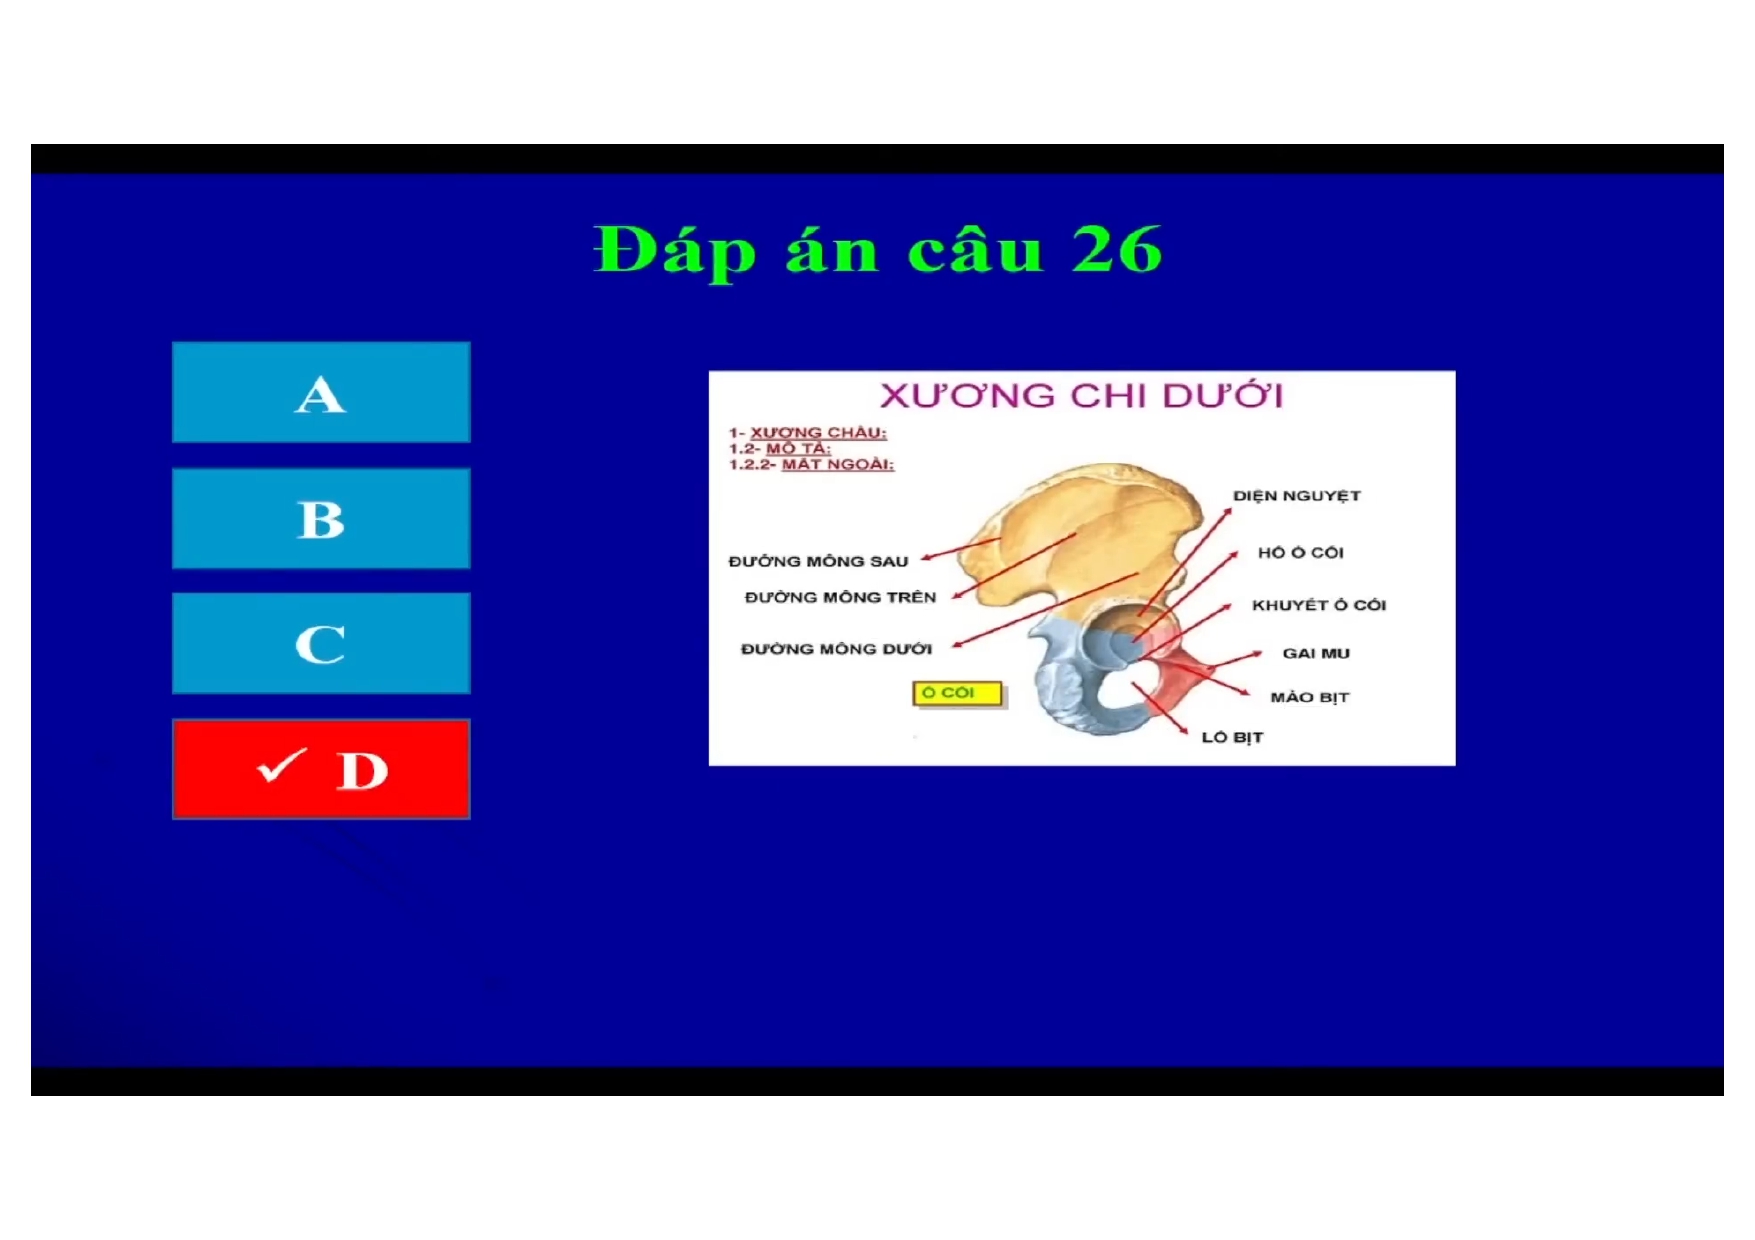 Đáp án câu 26
A
B
C
✓ D
XƯƠNG CHI DƯỚI
1- XƯƠNG CHẬU:
1.2- MÔ TẢ:
1.2.2- MẶT NGOÀI:
DIỆN NGUYỆT
HỐ Ổ CỐI
ĐƯỜNG MÔNG SAU
ĐƯỜNG MÔNG TRÊN
KHUYẾT Ổ CỐI
ĐƯỜNG MÔNG DƯỚI
GAI MU
Ổ CỐI
MÀO BỊT
LỖ BỊT